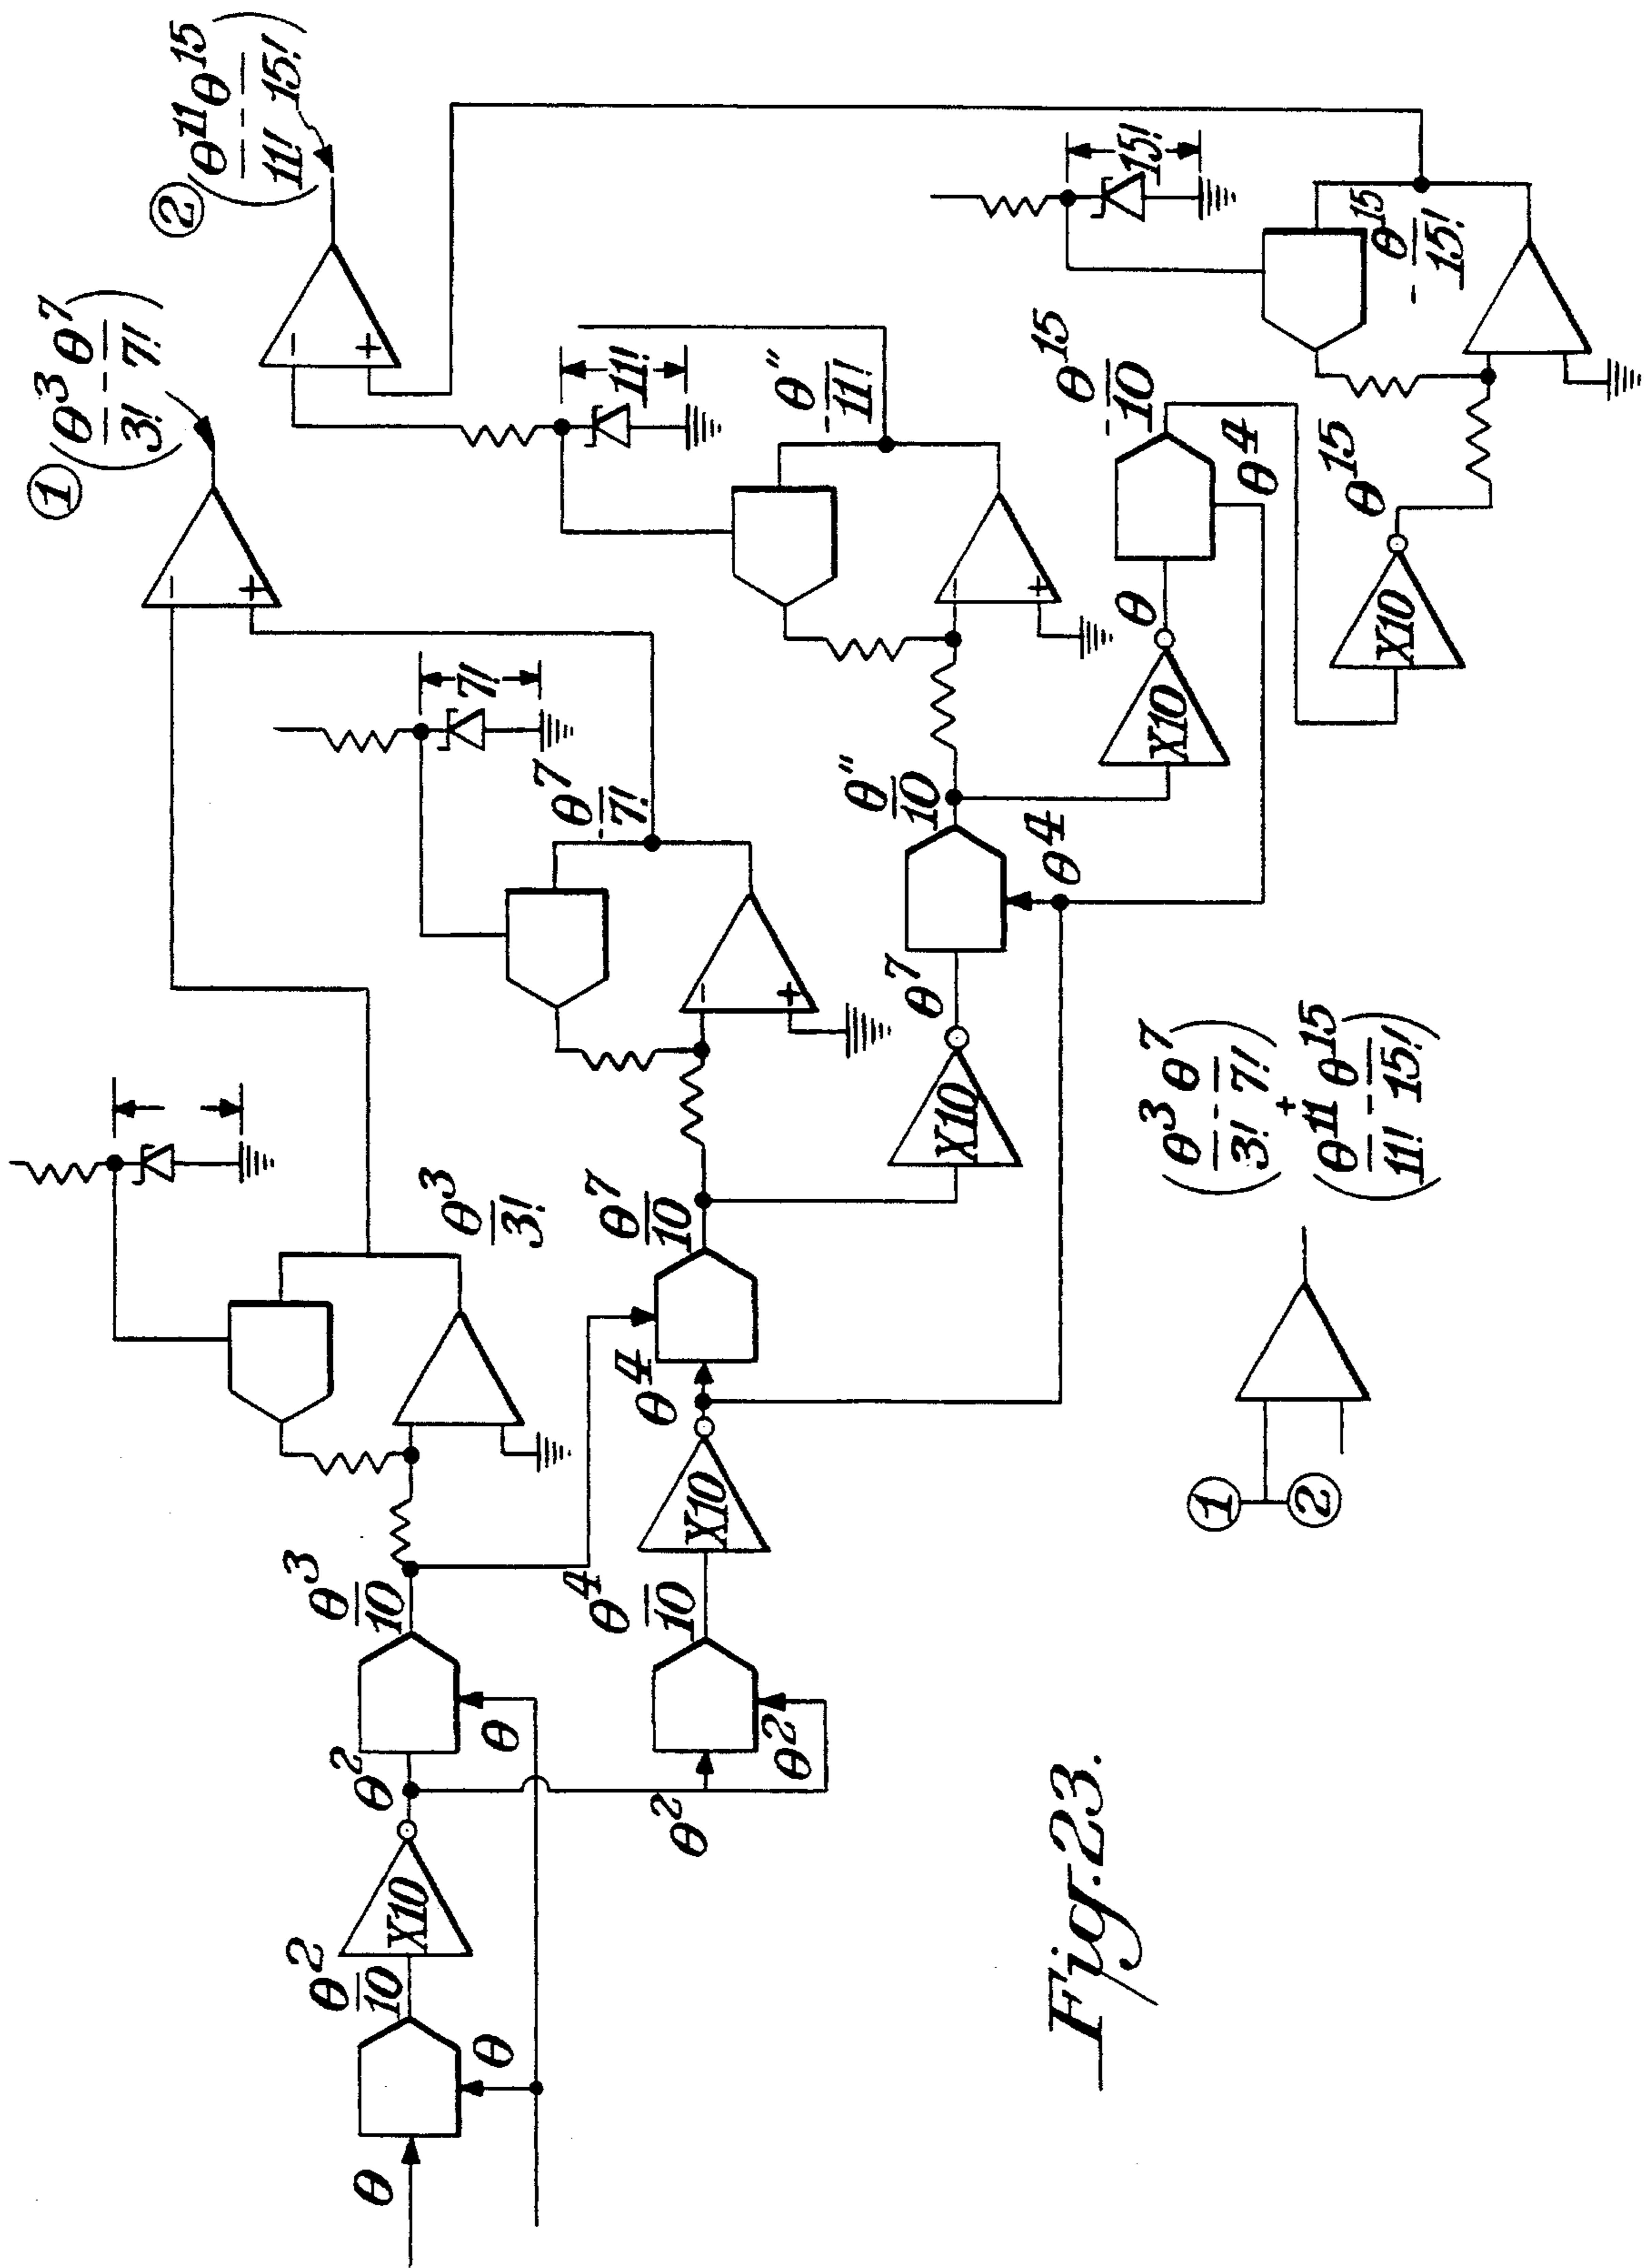 θ
θ
θ²/10
X10
θ²
θ
θ³/10
θ³/3!
θ²
θ²
θ⁴/10
X10
θ⁴
θ⁷/10
-θ⁷/7!
7!
① (θ³/3! - θ⁷/7!)
-
+
-
+
X10
θ⁷
θ⁴
θ"/10
-θ"/11!
11!
-
+
② (θ¹¹/11! - θ¹⁵/15!)
-
+
X10
θ
θ⁴
-θ¹⁵/10
X10
θ¹⁵
-θ¹⁵/15!
15!
①
②
(θ³/3! - θ⁷/7!)
+
(θ¹¹/11! - θ¹⁵/15!)
Fig. 23.